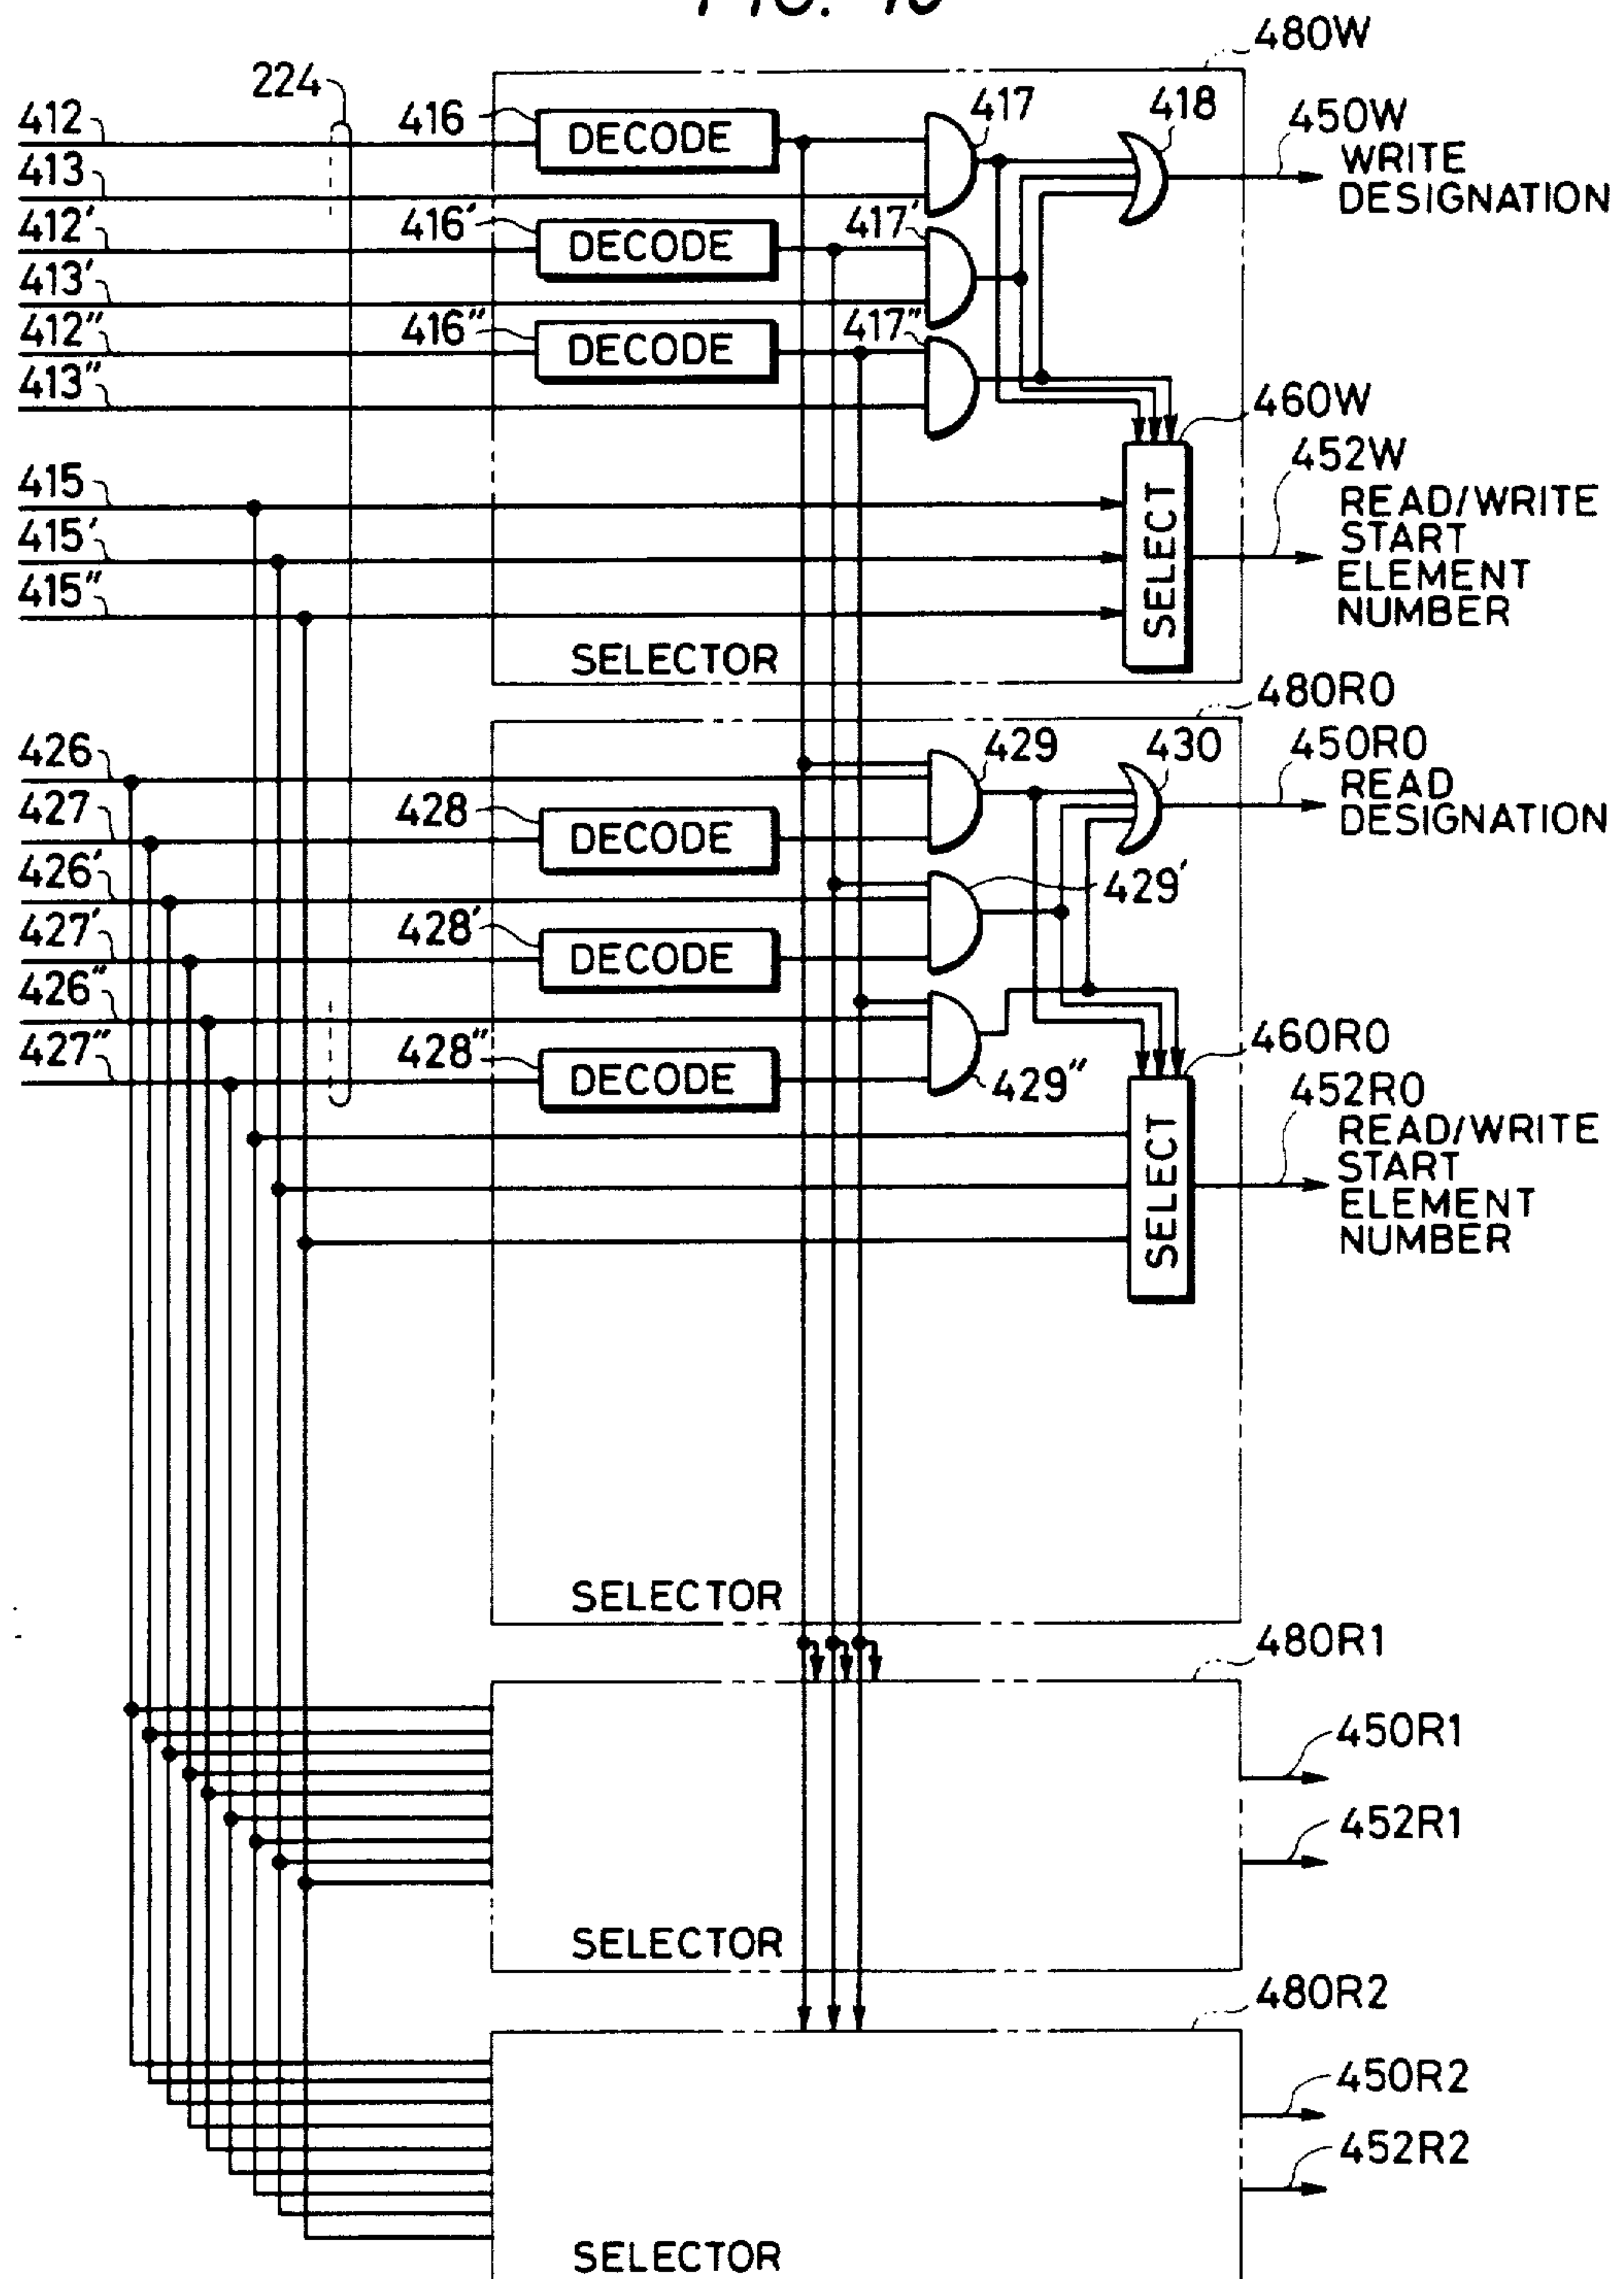 480W
224
412
416
DECODE
417
418
450W
WRITE
DESIGNATION
413
412'
416'
DECODE
417'
413'
412"
416"
DECODE
417"
413"
460W
415
452W
READ/WRITE
START
ELEMENT
NUMBER
415'
415"
SELECT
SELECTOR
480R0
426
429
430
450R0
READ
DESIGNATION
427
428
DECODE
426'
429'
427'
428'
DECODE
426"
427"
428"
DECODE
429"
460R0
452R0
READ/WRITE
START
ELEMENT
NUMBER
SELECT
SELECTOR
480R1
450R1
452R1
SELECTOR
480R2
450R2
452R2
SELECTOR